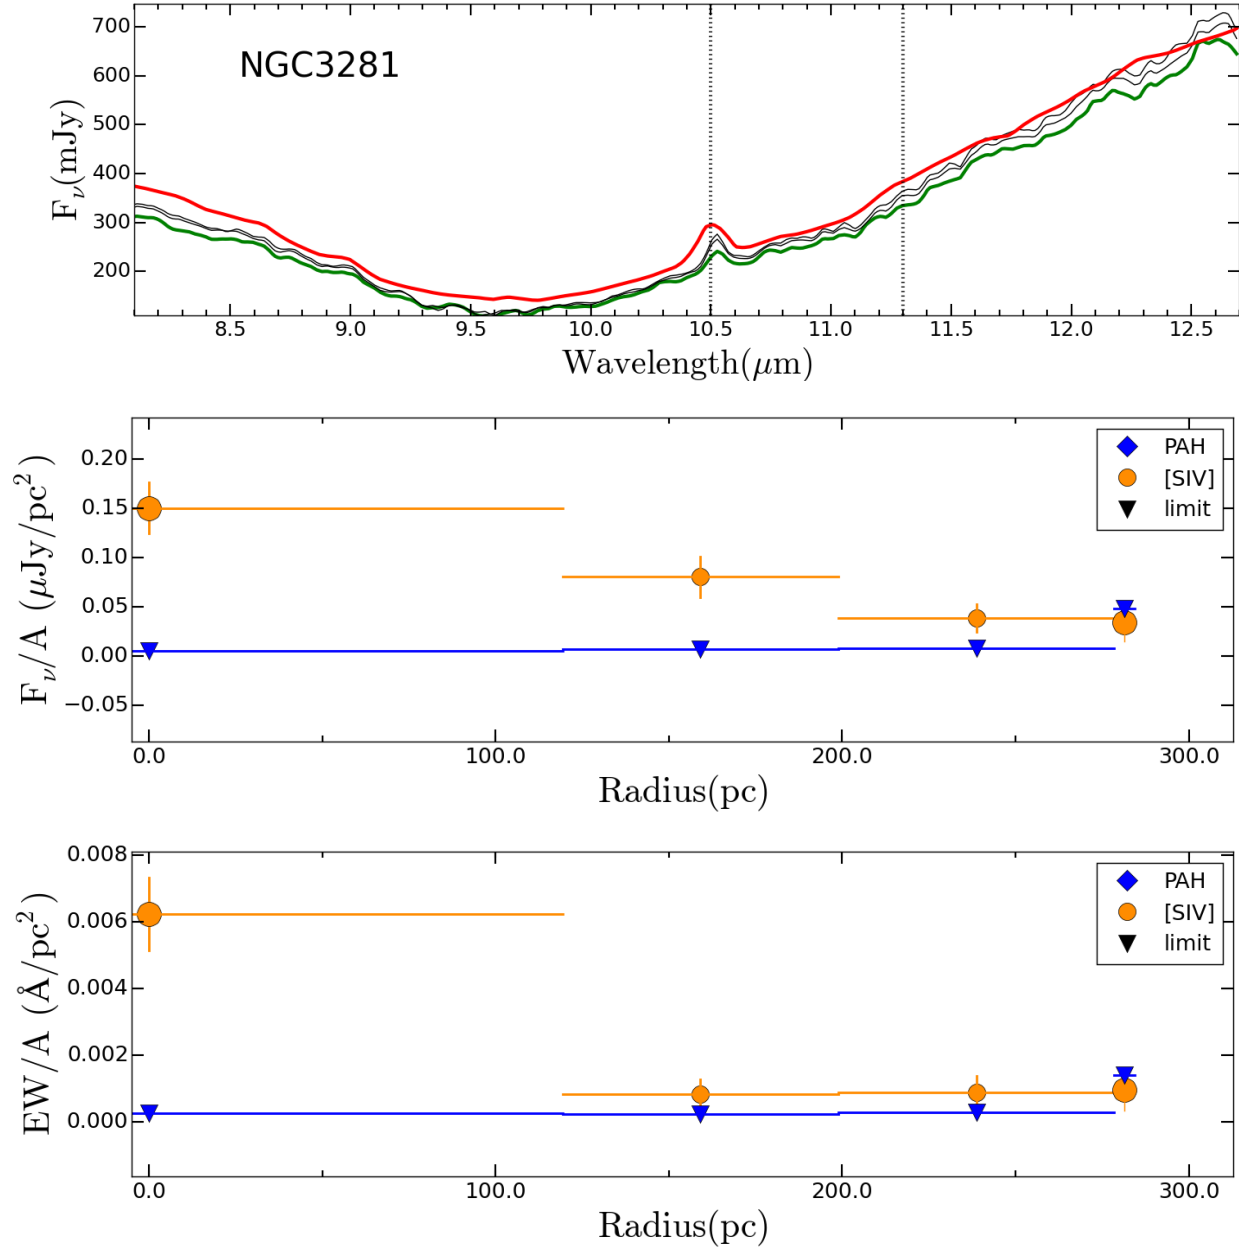 NGC3281
700
600
500
400
300
200
F_ν(mJy)
8.5 9.0 9.5 10.0 10.5 11.0 11.5 12.0 12.5
Wavelength(μm)
0.20
0.15
0.10
0.05
0.00
−0.05
F_ν/A (μJy/pc²)
PAH
[SIV]
limit
0.0 100.0 200.0 300.0
Radius(pc)
0.008
0.006
0.004
0.002
0.000
EW/A (Å/pc²)
PAH
[SIV]
limit
0.0 100.0 200.0 300.0
Radius(pc)